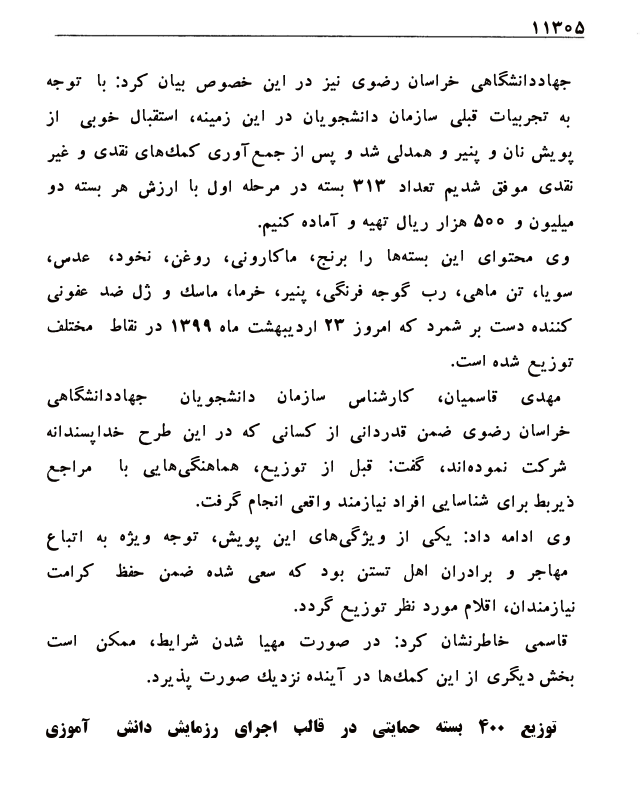 ۱۱۳۰۵
جهاددانشگاهی خراسان رضوی نیز در این خصوص بیان کرد: با توجه
به تجربیات قبلی سازمان دانشجویان در این زمینه، استقبال خوبی از
پویش نان و پنیر و همدلی شد و پس از جمع‌آوری کمك‌های نقدی و غیر
نقدی موفق شدیم تعداد ۳۱۳ بسته در مرحله اول با ارزش هر بسته دو
میلیون و ۵۰۰ هزار ریال تهیه و آماده کنیم.
وی محتوای این بسته‌ها را برنج، ماکارونی، روغن، نخود، عدس،
سویا، تن ماهی، رب گوجه فرنگی، پنیر، خرما، ماسك و ژل ضد عفونی
کننده دست بر شمرد که امروز ۲۳ اردیبهشت ماه ۱۳۹۹ در نقاط مختلف
توزیع شده است.
مهدی قاسمیان، کارشناس سازمان دانشجویان جهاددانشگاهی
خراسان رضوی ضمن قدردانی از کسانی که در این طرح خداپسندانه
شرکت نموده‌اند، گفت: قبل از توزیع، هماهنگی‌هایی با مراجع
ذیربط برای شناسایی افراد نیازمند واقعی انجام گرفت.
وی ادامه داد: یکی از ویژگی‌های این پویش، توجه ویژه به اتباع
مهاجر و برادران اهل تستن بود که سعی شده ضمن حفظ کرامت
نیازمندان، اقلام مورد نظر توزیع گردد.
قاسمی خاطرنشان کرد: در صورت مهیا شدن شرایط، ممکن است
بخش دیگری از این کمك‌ها در آینده نزدیك صورت پذیرد.
توزیع ۴۰۰ بسته حمایتی در قالب اجرای رزمایش دانش آموزی